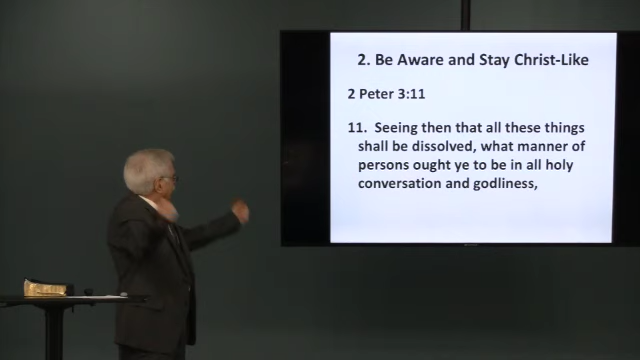 2. Be Aware and Stay Christ-Like
2 Peter 3:11
11. Seeing then that all these things
shall be dissolved, what manner of
persons ought ye to be in all holy
conversation and godliness,